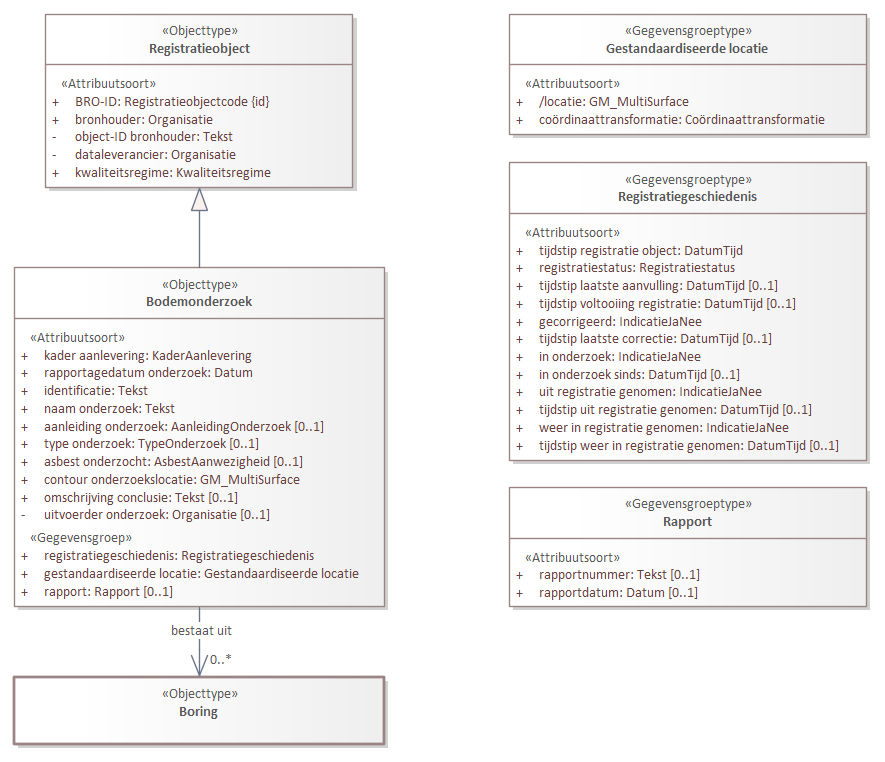 «Objecttype»
Registratieobject
«Attribuutsoort»
+ BRO-ID: Registratieobjectcode {id}
+ bronhouder: Organisatie
- object-ID bronhouder: Tekst
- dataleverancier: Organisatie
+ kwaliteitsregime: Kwaliteitsregime
«Objecttype»
Bodemonderzoek
«Attribuutsoort»
+ kader aanlevering: KaderAanlevering
+ rapportagedatum onderzoek: Datum
+ identificatie: Tekst
+ naam onderzoek: Tekst
+ aanleiding onderzoek: AanleidingOnderzoek [0..1]
+ type onderzoek: TypeOnderzoek [0..1]
+ asbest onderzocht: AsbestAanwezigheid [0..1]
+ contour onderzoekslocatie: GM_MultiSurface
+ omschrijving conclusie: Tekst [0..1]
- uitvoerder onderzoek: Organisatie [0..1]
«Gegevensgroep»
+ registratiegeschiedenis: Registratiegeschiedenis
+ gestandaardiseerde locatie: Gestandaardiseerde locatie
+ rapport: Rapport [0..1]
bestaat uit
0..*
«Objecttype»
Boring
«Gegevensgroeptype»
Gestandaardiseerde locatie
«Attribuutsoort»
+ /locatie: GM_MultiSurface
+ coördinaattransformatie: Coördinaattransformatie
«Gegevensgroeptype»
Registratiegeschiedenis
«Attribuutsoort»
+ tijdstip registratie object: DatumTijd
+ registratiestatus: Registratiestatus
+ tijdstip laatste aanvulling: DatumTijd [0..1]
+ tijdstip voltooiing registratie: DatumTijd [0..1]
+ gecorrigeerd: IndicatieJaNee
+ tijdstip laatste correctie: DatumTijd [0..1]
+ in onderzoek: IndicatieJaNee
+ in onderzoek sinds: DatumTijd [0..1]
+ uit registratie genomen: IndicatieJaNee
+ tijdstip uit registratie genomen: DatumTijd [0..1]
+ weer in registratie genomen: IndicatieJaNee
+ tijdstip weer in registratie genomen: DatumTijd [0..1]
«Gegevensgroeptype»
Rapport
«Attribuutsoort»
+ rapportnummer: Tekst [0..1]
+ rapportdatum: Datum [0..1]